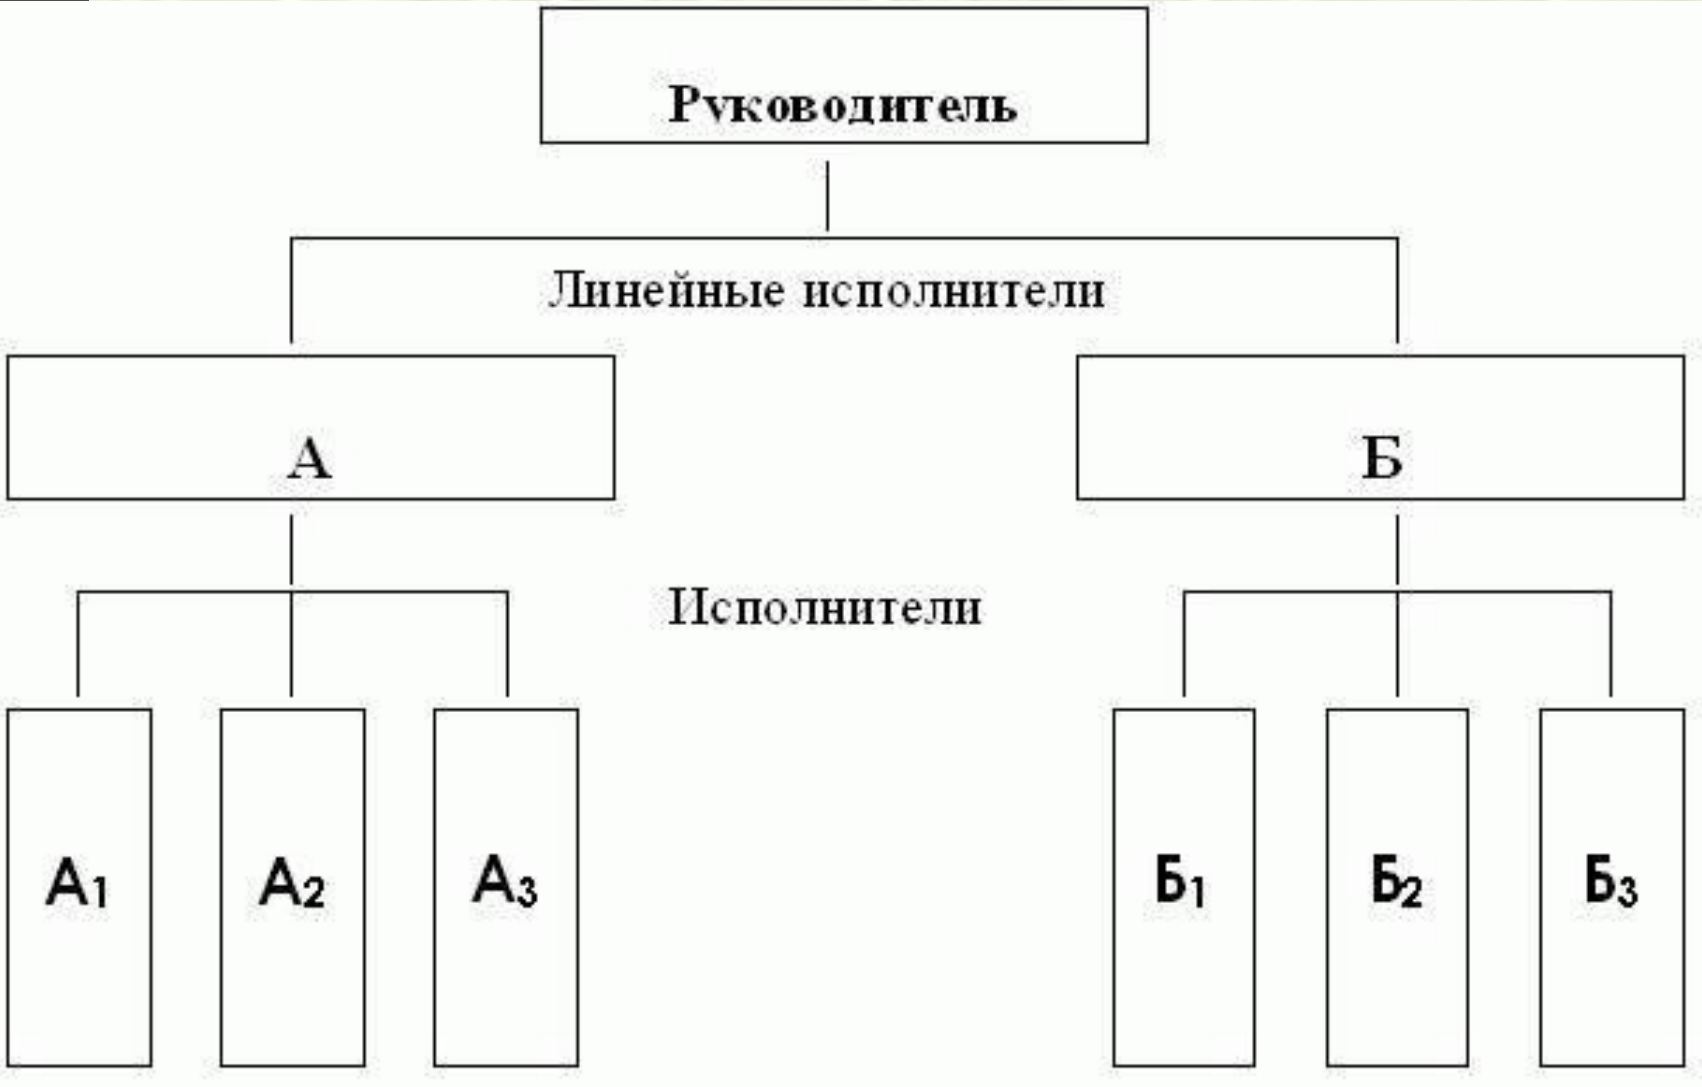 Руководитель
Линейные исполнители
А
Б
Исполнители
А1
А2
А3
Б1
Б2
Б3